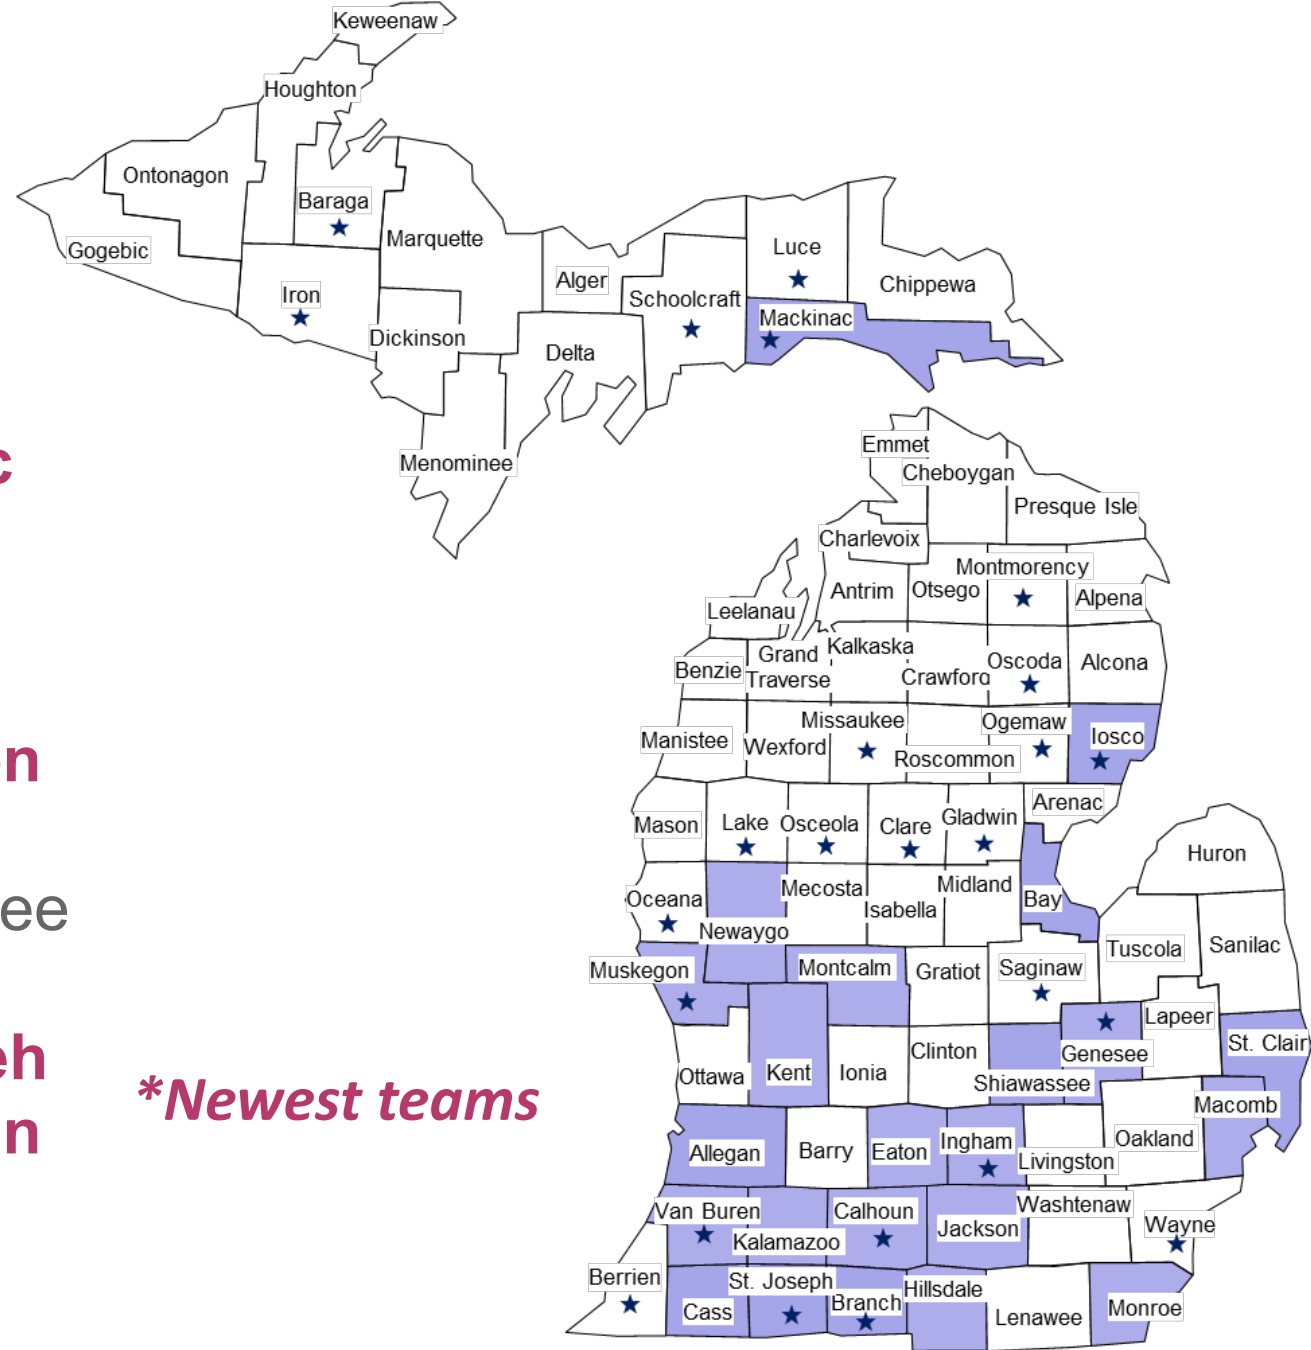 Keweenaw
Houghton
Ontonagon
Baraga
Marquette
Gogebic
Luce
Alger
Chippewa
Iron
Schoolcraft
Mackinac
Dickinson
Delta
Menominee
c
Emmet
Cheboygan
Presque Isle
Charlevoix
Montmorency
Antrim
Otsego
Alpena
Leelanau
Kalkaska
Grand
Traverse
Oscoda
Alcona
Benzie
Crawford
Missaukee
Ogemaw
Iosco
Manistee
Wexford
Roscommon
n
Arenac
Mason
Lake
Osceola
Clare
Gladwin
Huron
Oceana
Mecosta
Midland
Bay
Isabella
Newaygo
ee
Tuscola
Sanilac
Muskegon
Montcalm
Gratiot
Saginaw
Lapeer
St. Clair
Genesee
Clinton
Ottawa
Kent
Ionia
Shiawassee
eh
*Newest teams
Macomb
n
Allegan
Barry
Eaton
Ingham
Livingston
Oakland
Van Buren
Calhoun
Washtenaw
Kalamazoo
Jackson
Wayne
Berrien
St. Joseph
Hillsdale
Cass
Branch
Lenawee
Monroe